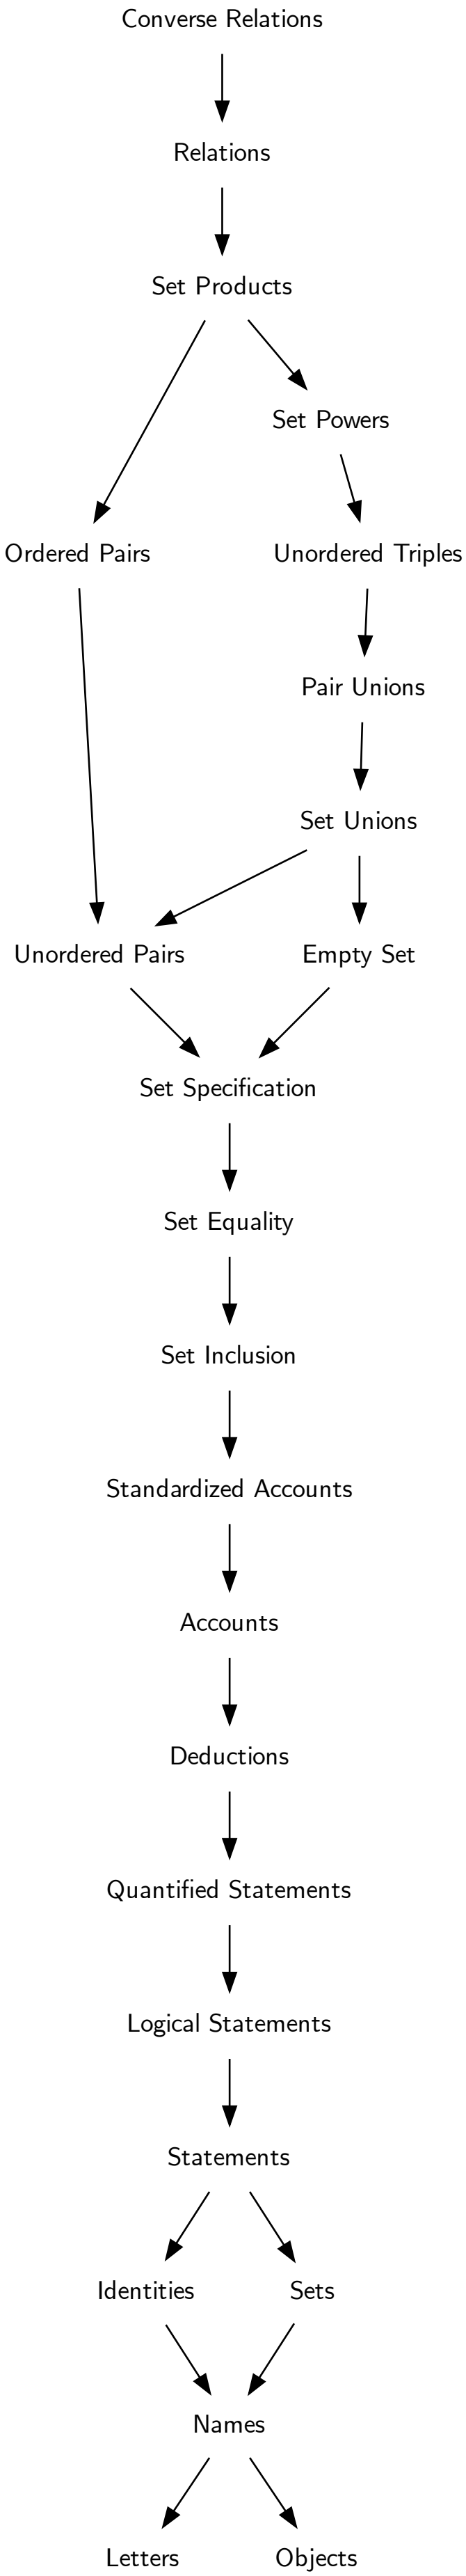 Converse Relations
Relations
Set Products
Set Powers
Ordered Pairs
Unordered Triples
Pair Unions
Set Unions
Unordered Pairs
Empty Set
Set Specification
Set Equality
Set Inclusion
Standardized Accounts
Accounts
Deductions
Quantified Statements
Logical Statements
Statements
Identities
Sets
Names
Letters
Objects